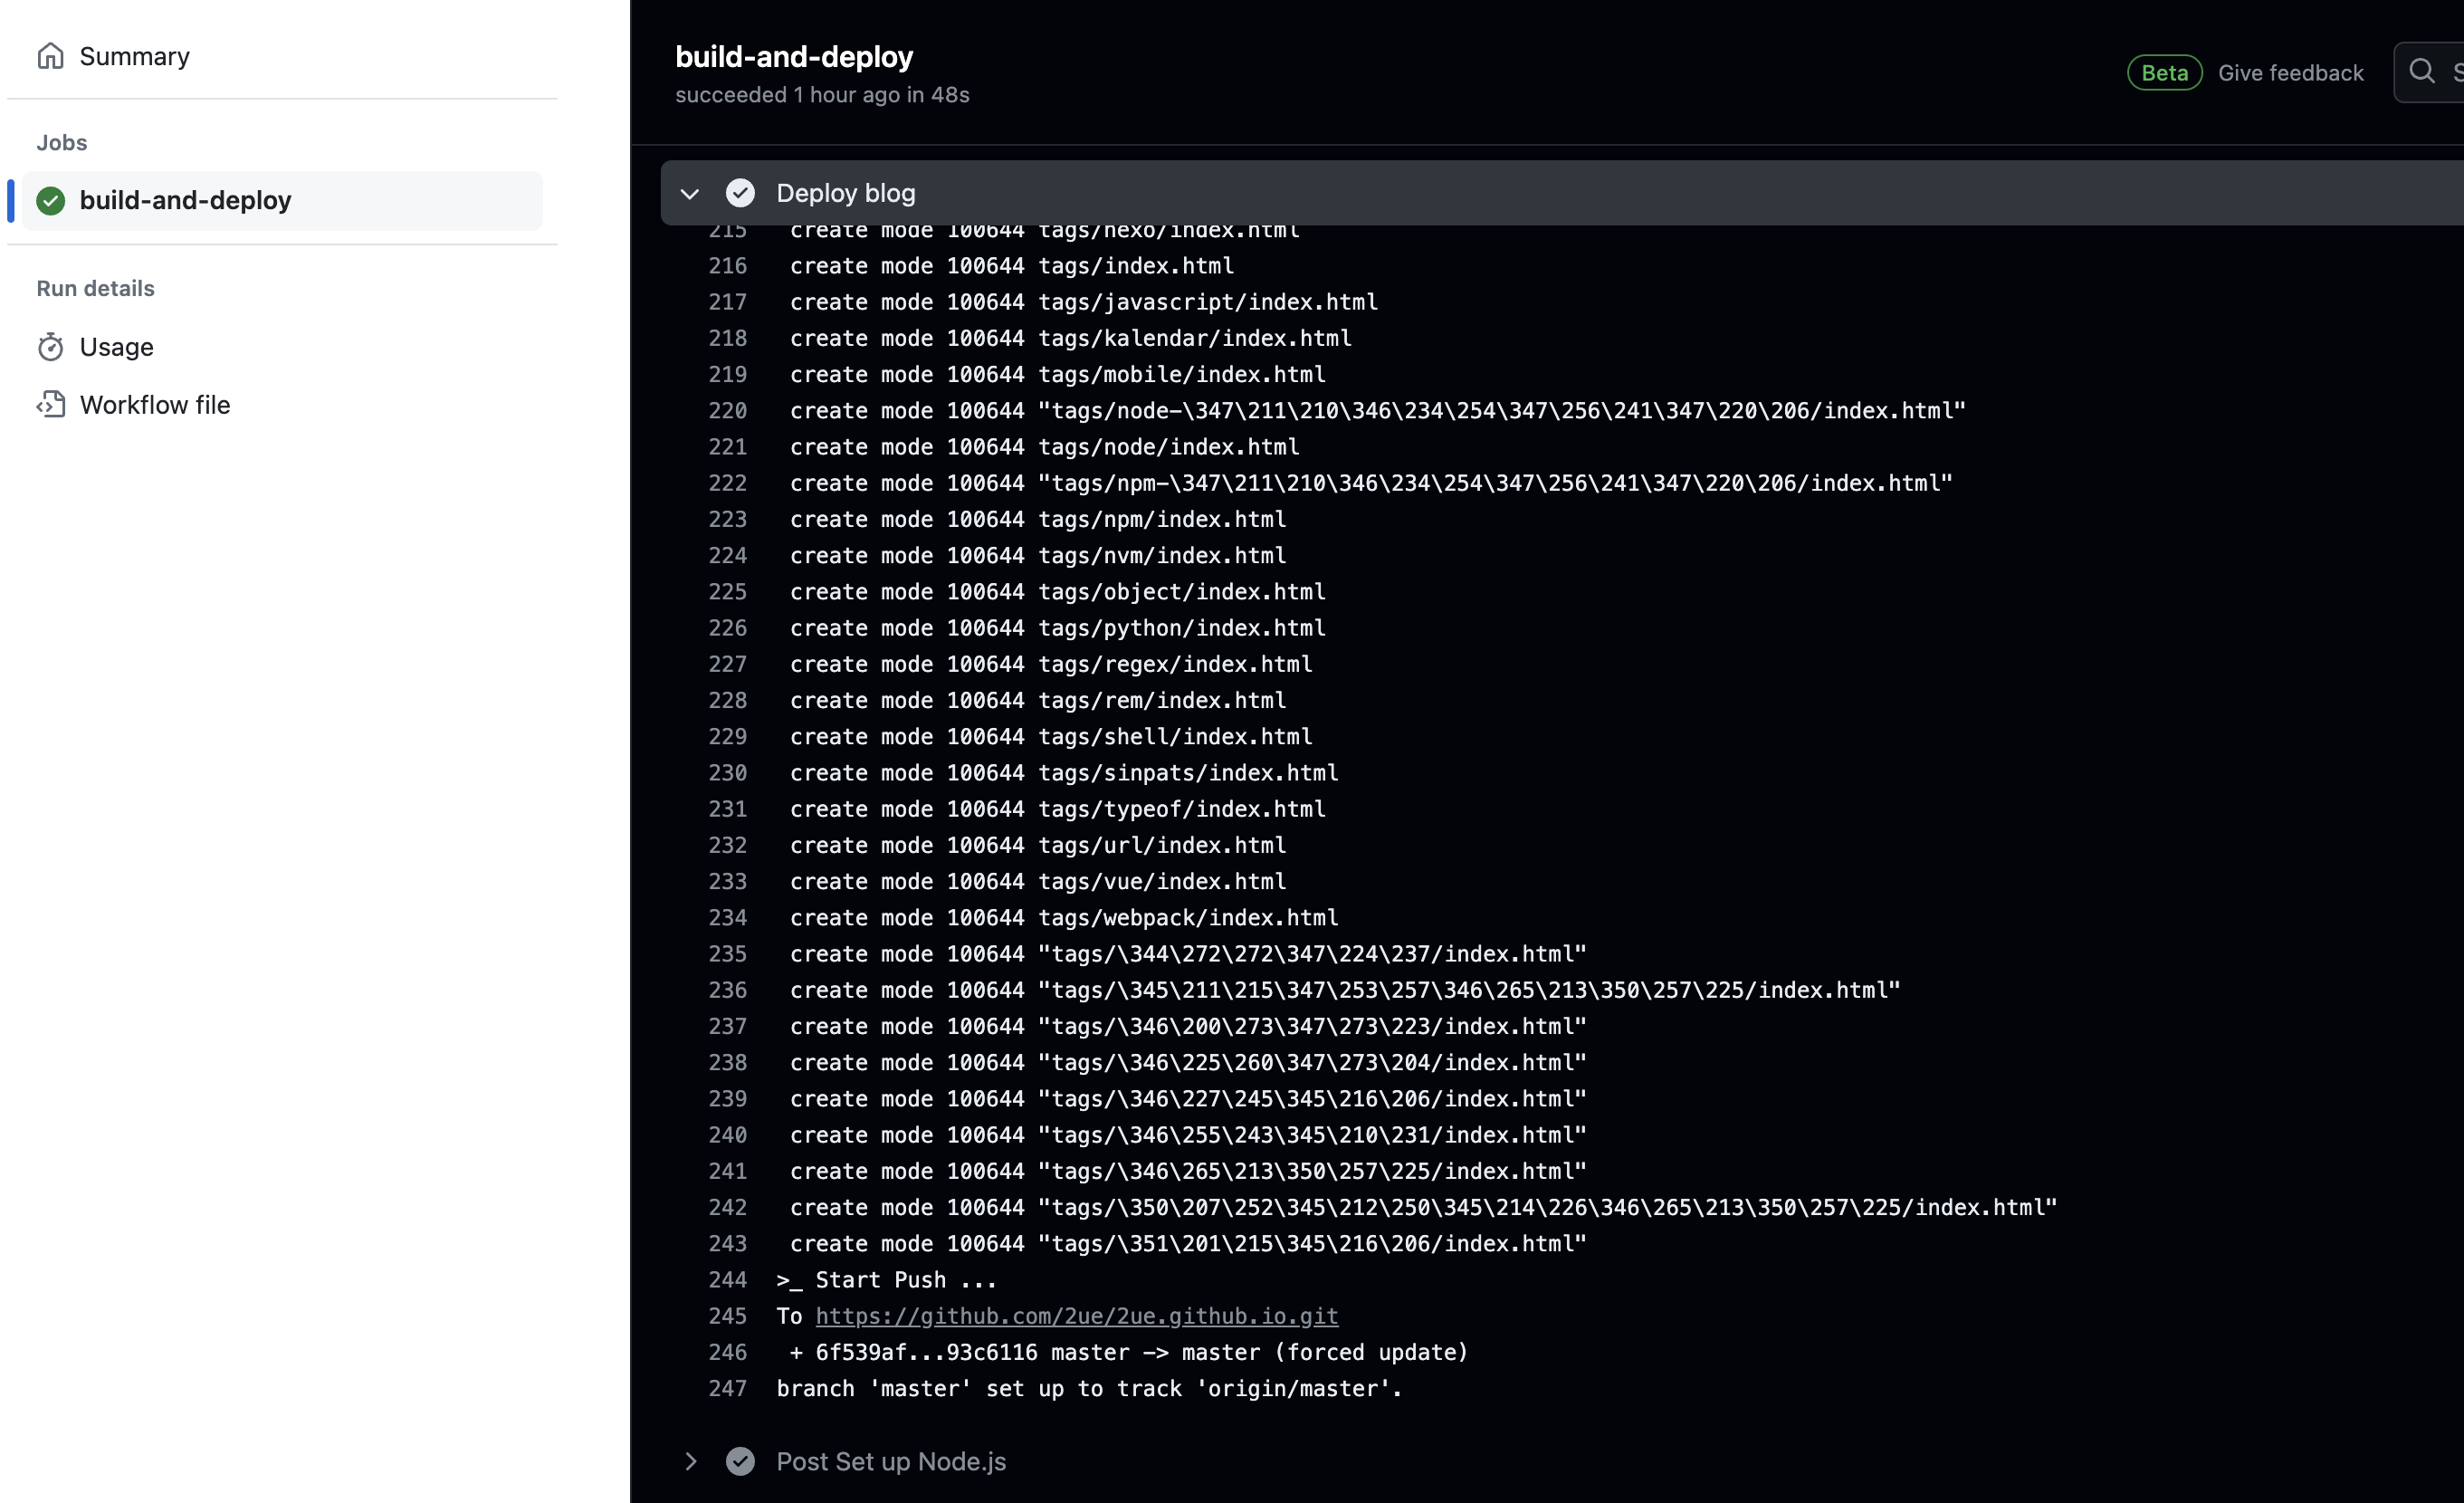 Summary
Jobs
build-and-deploy
Run details
Usage
Workflow file
build-and-deploy
succeeded 1 hour ago in 48s
Beta Give feedback
Deploy blog
215 create mode 100644 tags/hexo/index.html
216 create mode 100644 tags/index.html
217 create mode 100644 tags/javascript/index.html
218 create mode 100644 tags/kalendar/index.html
219 create mode 100644 tags/mobile/index.html
220 create mode 100644 "tags/node-\347\211\210\346\234\254\347\256\241\347\220\206/index.html"
221 create mode 100644 tags/node/index.html
222 create mode 100644 "tags/npm-\347\211\210\346\234\254\347\256\241\347\220\206/index.html"
223 create mode 100644 tags/npm/index.html
224 create mode 100644 tags/nvm/index.html
225 create mode 100644 tags/object/index.html
226 create mode 100644 tags/python/index.html
227 create mode 100644 tags/regex/index.html
228 create mode 100644 tags/rem/index.html
229 create mode 100644 tags/shell/index.html
230 create mode 100644 tags/sinpats/index.html
231 create mode 100644 tags/typeof/index.html
232 create mode 100644 tags/url/index.html
233 create mode 100644 tags/vue/index.html
234 create mode 100644 tags/webpack/index.html
235 create mode 100644 "tags/\344\272\272\347\224\237/index.html"
236 create mode 100644 "tags/\345\211\215\347\253\257\346\265\213\350\257\225/index.html"
237 create mode 100644 "tags/\346\200\273\347\273\223/index.html"
238 create mode 100644 "tags/\346\225\260\347\273\204/index.html"
239 create mode 100644 "tags/\346\227\245\345\216\206/index.html"
240 create mode 100644 "tags/\346\255\243\345\210\231/index.html"
241 create mode 100644 "tags/\346\265\213\350\257\225/index.html"
242 create mode 100644 "tags/\350\207\252\345\212\250\345\214\226\346\265\213\350\257\225/index.html"
243 create mode 100644 "tags/\351\201\215\345\216\206/index.html"
244 >_ Start Push ...
245 To https://github.com/2ue/2ue.github.io.git
246 + 6f539af...93c6116 master -> master (forced update)
247 branch 'master' set up to track 'origin/master'.
Post Set up Node.js